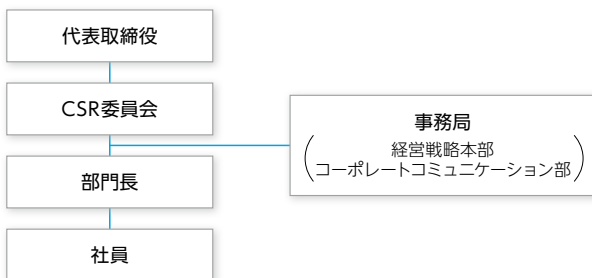 代表取締役
CSR委員会
事務局
経営戦略本部
コーポレートコミュニケーション部
部門長
社員